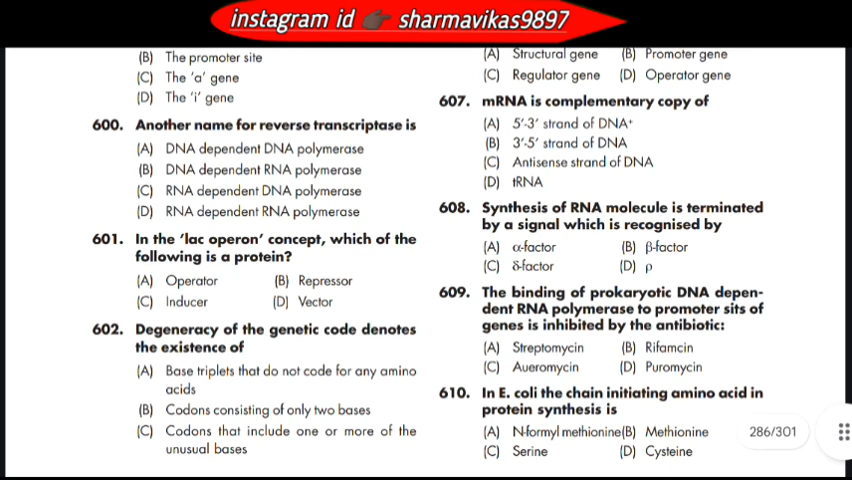 instagram id sharmavikas9897
(B) The promoter site
(C) The ‘a’ gene
(D) The ‘i’ gene
600. Another name for reverse transcriptase is
(A) DNA dependent DNA polymerase
(B) DNA dependent RNA polymerase
(C) RNA dependent DNA polymerase
(D) RNA dependent RNA polymerase
601. In the ‘lac operon’ concept, which of the
following is a protein?
(A) Operator (B) Repressor
(C) Inducer (D) Vector
602. Degeneracy of the genetic code denotes
the existence of
(A) Base triplets that do not code for any amino
acids
(B) Codons consisting of only two bases
(C) Codons that include one or more of the
unusual bases
(A) Structural gene (B) Promoter gene
(C) Regulator gene (D) Operator gene
607. mRNA is complementary copy of
(A) 5′-3′ strand of DNA+
(B) 3′-5′ strand of DNA
(C) Antisense strand of DNA
(D) tRNA
608. Synthesis of RNA molecule is terminated
by a signal which is recognised by
(A) α-factor (B) β-factor
(C) δ-factor (D) ρ
609. The binding of prokaryotic DNA depen-
dent RNA polymerase to promoter sits of
genes is inhibited by the antibiotic:
(A) Streptomycin (B) Rifamcin
(C) Aueromycin (D) Puromycin
610. In E. coli the chain initiating amino acid in
protein synthesis is
(A) N-formyl methionine(B) Methionine
(C) Serine (D) Cysteine
286/301